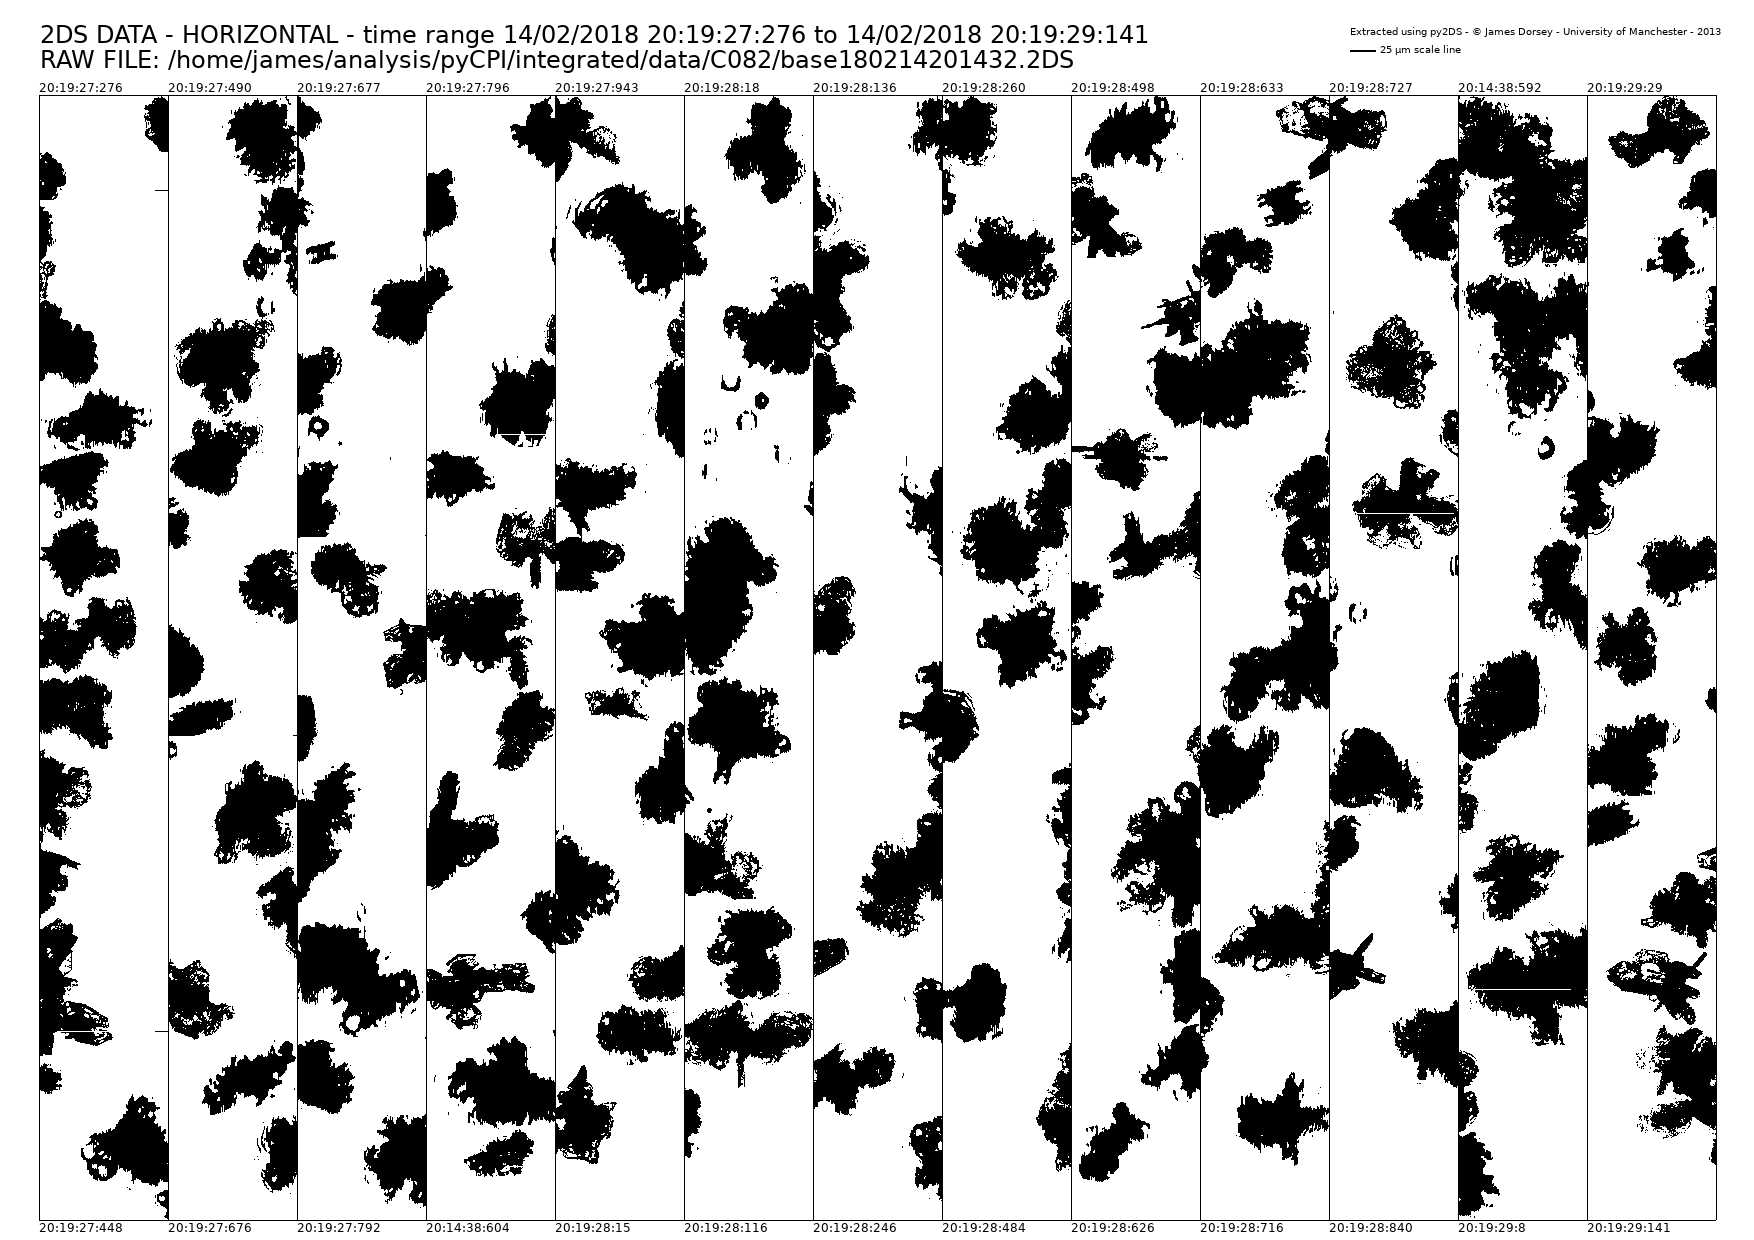 2DS DATA - HORIZONTAL - time range 14/02/2018 20:19:27:276 to 14/02/2018 20:19:29:141
RAW FILE: /home/james/analysis/pyCPI/integrated/data/C082/base180214201432.2DS
Extracted using py2DS - © James Dorsey - University of Manchester - 2013
25 µm scale line
20:19:27:276 20:19:27:490 20:19:27:677 20:19:27:796 20:19:27:943 20:19:28:18 20:19:28:136 20:19:28:260 20:19:28:498 20:19:28:633 20:19:28:727 20:14:38:592 20:19:29:29
20:19:27:448 20:19:27:676 20:19:27:792 20:14:38:604 20:19:28:15 20:19:28:116 20:19:28:246 20:19:28:484 20:19:28:626 20:19:28:716 20:19:28:840 20:19:29:8 20:19:29:141